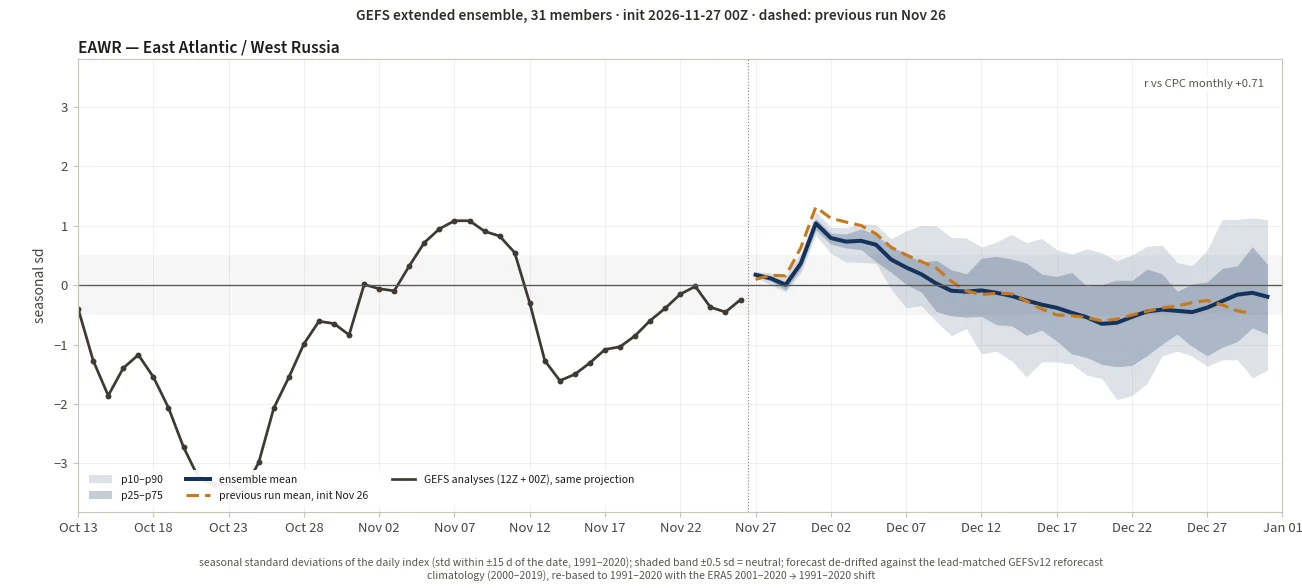 GEFS extended ensemble, 31 members · init 2026-11-27 00Z · dashed: previous run Nov 26
EAWR — East Atlantic / West Russia
r vs CPC monthly +0.71
seasonal sd
3
2
1
0
−1
−2
−3
p10–p90
p25–p75
ensemble mean
previous run mean, init Nov 26
GEFS analyses (12Z + 00Z), same projection
Oct 13 Oct 18 Oct 23 Oct 28 Nov 02 Nov 07 Nov 12 Nov 17 Nov 22 Nov 27 Dec 02 Dec 07 Dec 12 Dec 17 Dec 22 Dec 27 Jan 01
seasonal standard deviations of the daily index (std within ±15 d of the date, 1991–2020); shaded band ±0.5 sd = neutral; forecast de-drifted against the lead-matched GEFSv12 reforecast
climatology (2000–2019), re-based to 1991–2020 with the ERA5 2001–2020 → 1991–2020 shift